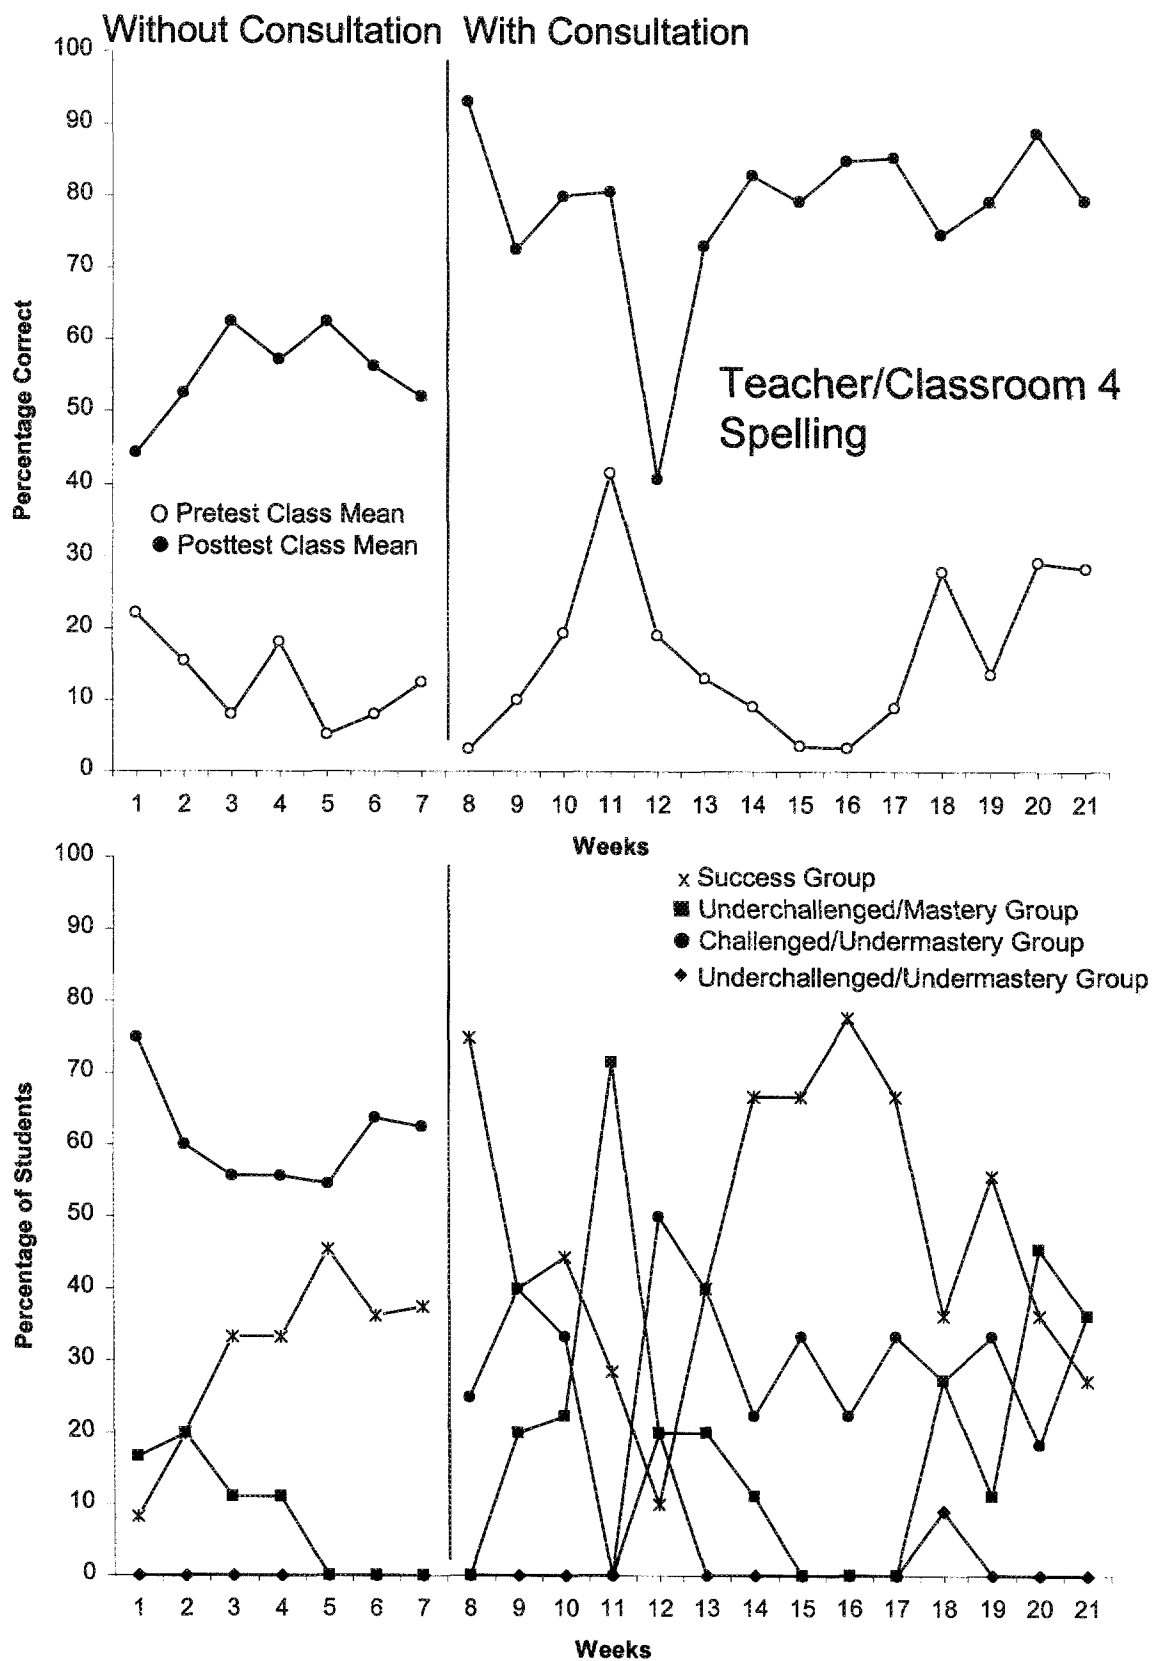 Without Consultation With Consultation
100
90
80
70
60
50
40
30
20
10
0
Percentage Correct
Teacher/Classroom 4
Spelling
Pretest Class Mean
Posttest Class Mean
1 2 3 4 5 6 7 8 9 10 11 12 13 14 15 16 17 18 19 20 21
Weeks
100
90
80
70
60
50
40
30
20
10
0
Percentage of Students
Success Group
Underchallenged/Mastery Group
Challenged/Undermastery Group
Underchallenged/Undermastery Group
1 2 3 4 5 6 7 8 9 10 11 12 13 14 15 16 17 18 19 20 21
Weeks